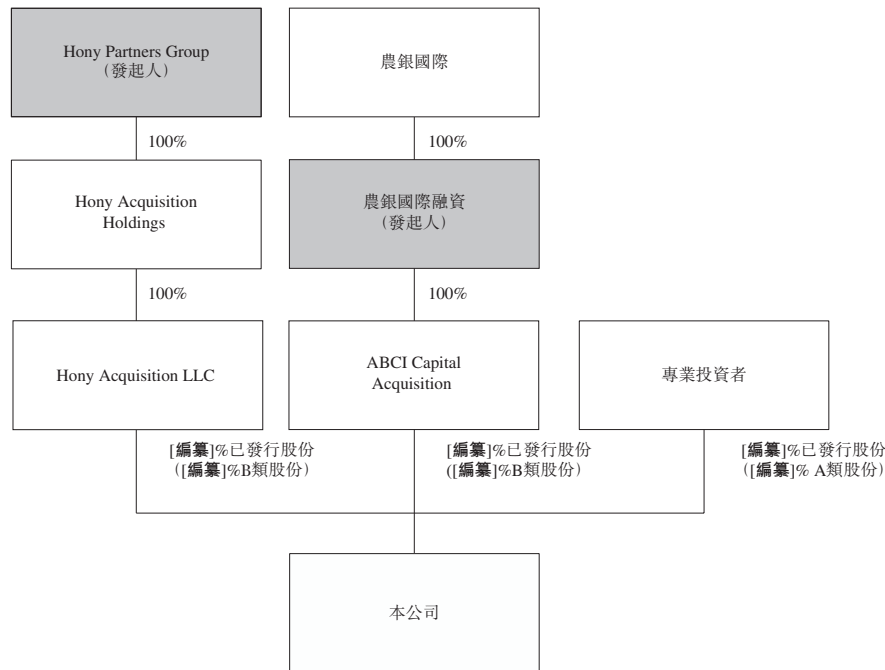 Hony Partners Group
（發起人）
農銀國際
100%
100%
Hony Acquisition
Holdings
農銀國際融資
（發起人）
100%
100%
Hony Acquisition LLC
ABCI Capital
Acquisition
專業投資者
[編纂]%已發行股份
（[編纂]%B類股份）
[編纂]%已發行股份
([編纂]%B類股份）
[編纂]%已發行股份
（[編纂]% A類股份）
本公司